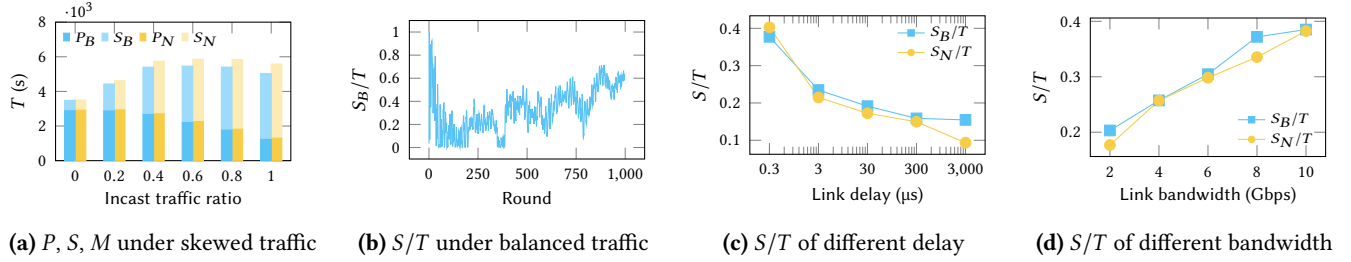 ·10³
8
6
4
2
0
T (s)
P_B S_B P_N S_N
0 0.2 0.4 0.6 0.8 1
Incast traffic ratio
(a) P, S, M under skewed traffic
1
0.8
0.6
0.4
0.2
0
S_B/T
0 250 500 750 1,000
Round
(b) S/T under balanced traffic
0.4
0.3
0.2
0.1
S/T
S_B/T
S_N/T
0.3 3 30 300 3,000
Link delay (μs)
(c) S/T of different delay
0.4
0.3
0.2
S/T
S_B/T
S_N/T
2 4 6 8 10
Link bandwidth (Gbps)
(d) S/T of different bandwidth